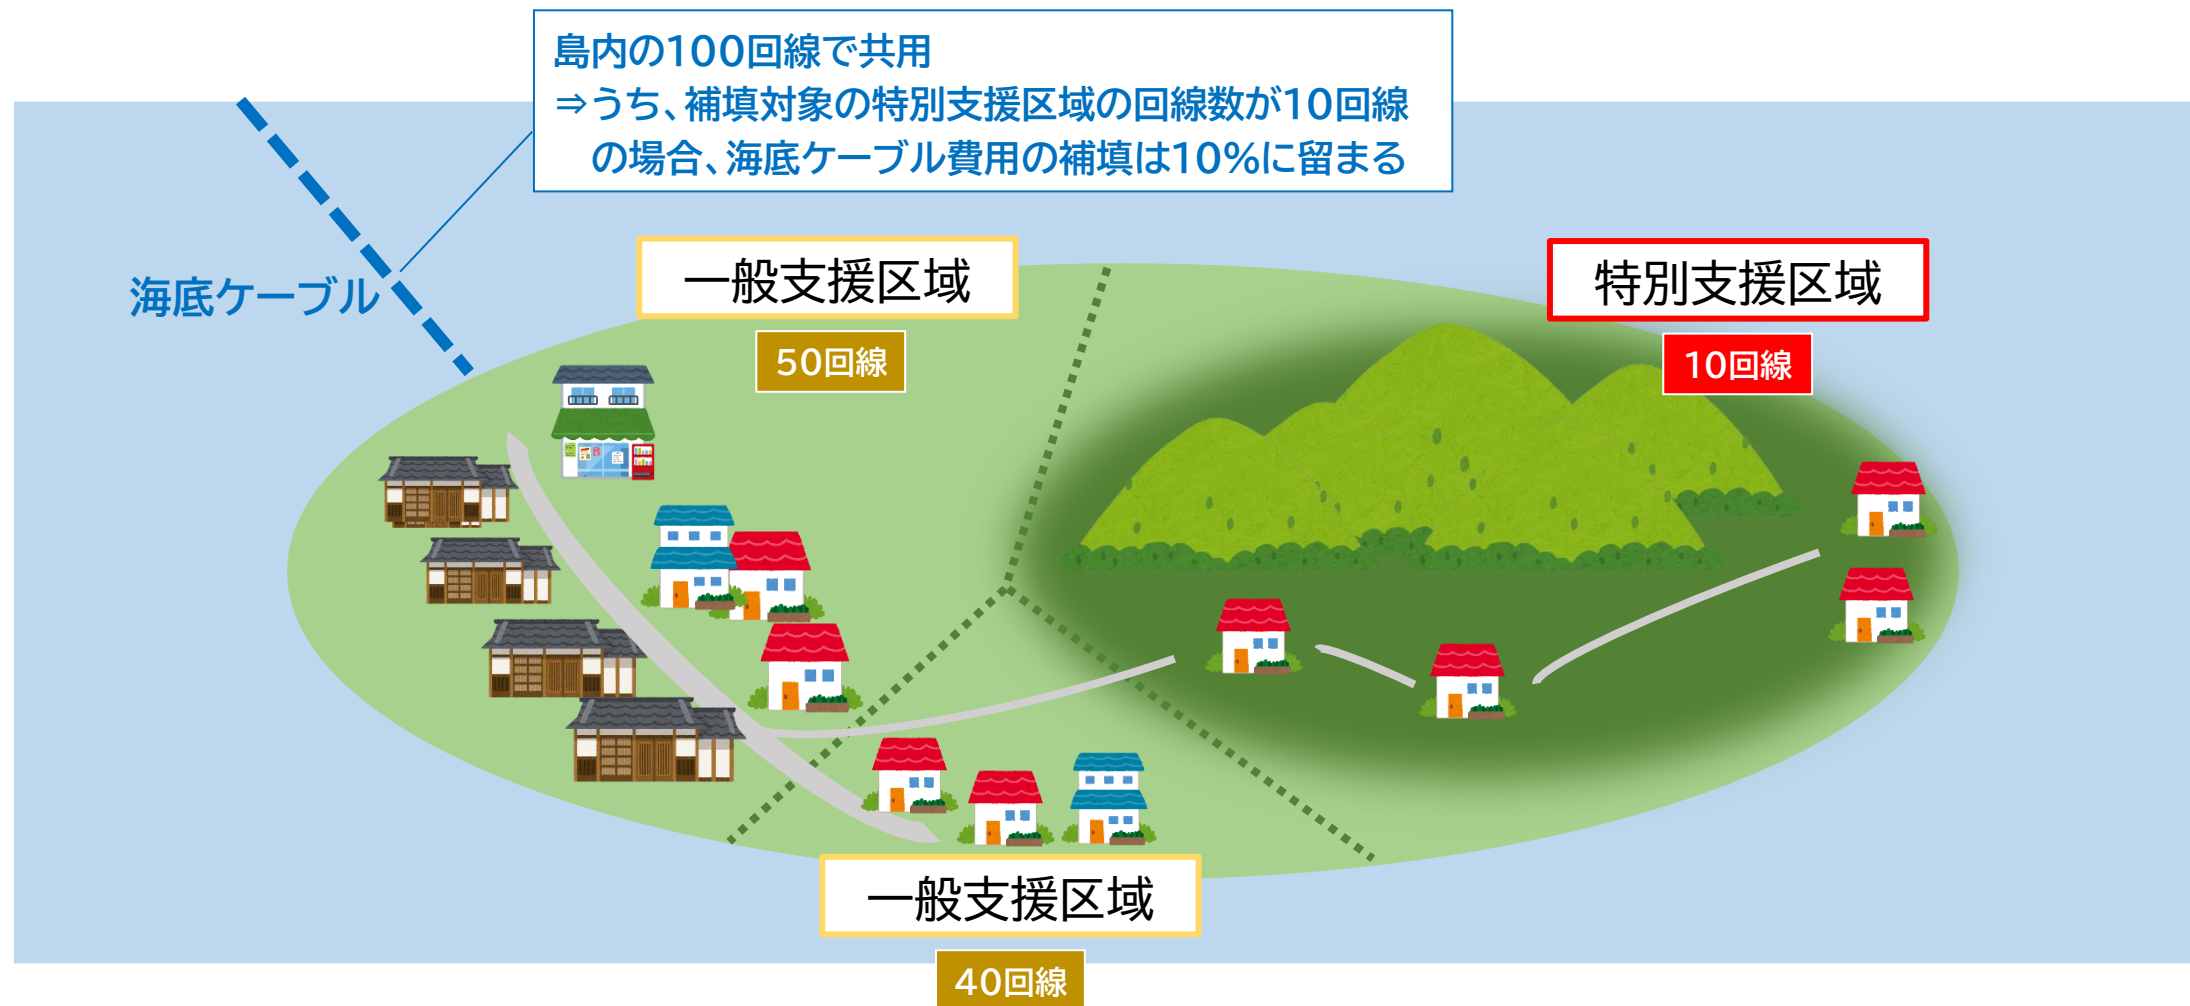 島内の100回線で共用
⇒うち、補填対象の特別支援区域の回線数が10回線
の場合、海底ケーブル費用の補填は10%に留まる
海底ケーブル
一般支援区域
50回線
特別支援区域
10回線
一般支援区域
40回線